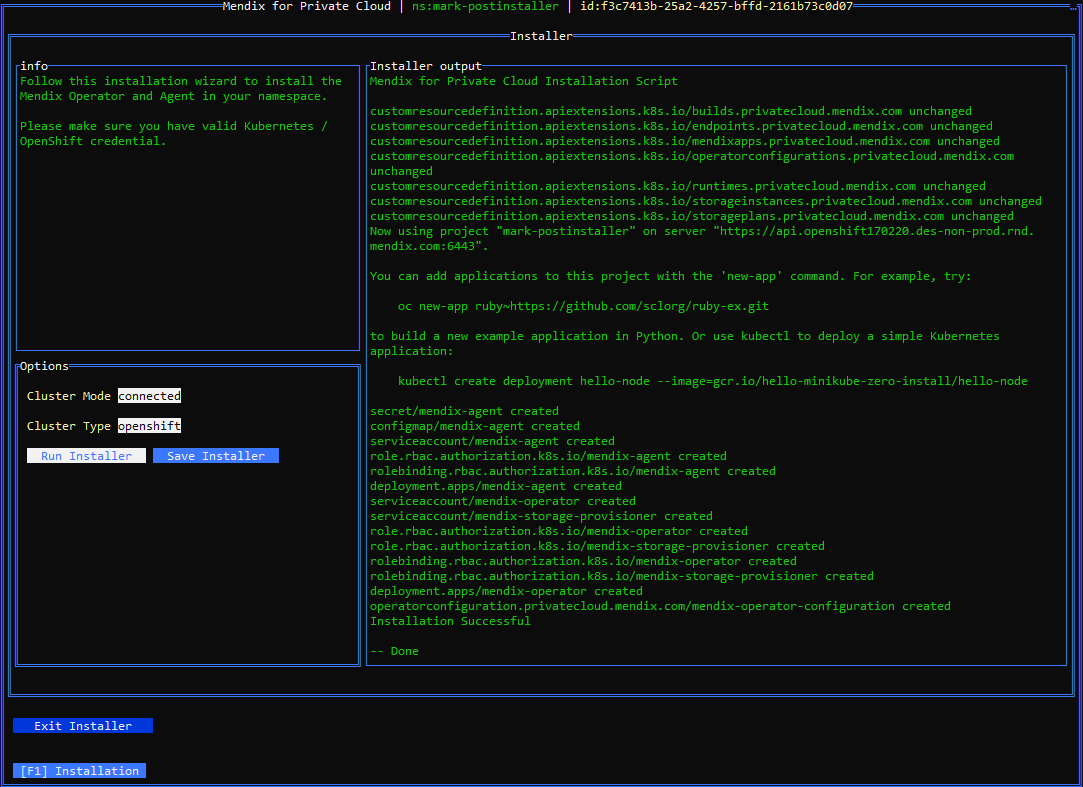 Mendix for Private Cloud | ns:mark-postinstaller | id:f3c7413b-25a2-4257-bffd-2161b73c0d07
Installer
info
Follow this installation wizard to install the
Mendix Operator and Agent in your namespace.
Please make sure you have valid Kubernetes /
OpenShift credential.
Options
Cluster Mode connected
Cluster Type openshift
Run Installer Save Installer
Installer output
Mendix for Private Cloud Installation Script
customresourcedefinition.apiextensions.k8s.io/builds.privatecloud.mendix.com unchanged
customresourcedefinition.apiextensions.k8s.io/endpoints.privatecloud.mendix.com unchanged
customresourcedefinition.apiextensions.k8s.io/mendixapps.privatecloud.mendix.com unchanged
customresourcedefinition.apiextensions.k8s.io/operatorconfigurations.privatecloud.mendix.com
unchanged
customresourcedefinition.apiextensions.k8s.io/runtimes.privatecloud.mendix.com unchanged
customresourcedefinition.apiextensions.k8s.io/storageinstances.privatecloud.mendix.com unchanged
customresourcedefinition.apiextensions.k8s.io/storageplans.privatecloud.mendix.com unchanged
Now using project "mark-postinstaller" on server "https://api.openshift170220.des-non-prod.rnd.
mendix.com:6443".
You can add applications to this project with the 'new-app' command. For example, try:
oc new-app ruby~https://github.com/sclorg/ruby-ex.git
to build a new example application in Python. Or use kubectl to deploy a simple Kubernetes
application:
kubectl create deployment hello-node --image=gcr.io/hello-minikube-zero-install/hello-node
secret/mendix-agent created
configmap/mendix-agent created
serviceaccount/mendix-agent created
role.rbac.authorization.k8s.io/mendix-agent created
rolebinding.rbac.authorization.k8s.io/mendix-agent created
deployment.apps/mendix-agent created
serviceaccount/mendix-operator created
serviceaccount/mendix-storage-provisioner created
role.rbac.authorization.k8s.io/mendix-operator created
role.rbac.authorization.k8s.io/mendix-storage-provisioner created
rolebinding.rbac.authorization.k8s.io/mendix-operator created
rolebinding.rbac.authorization.k8s.io/mendix-storage-provisioner created
deployment.apps/mendix-operator created
operatorconfiguration.privatecloud.mendix.com/mendix-operator-configuration created
Installation Successful
-- Done
Exit Installer
[F1] Installation